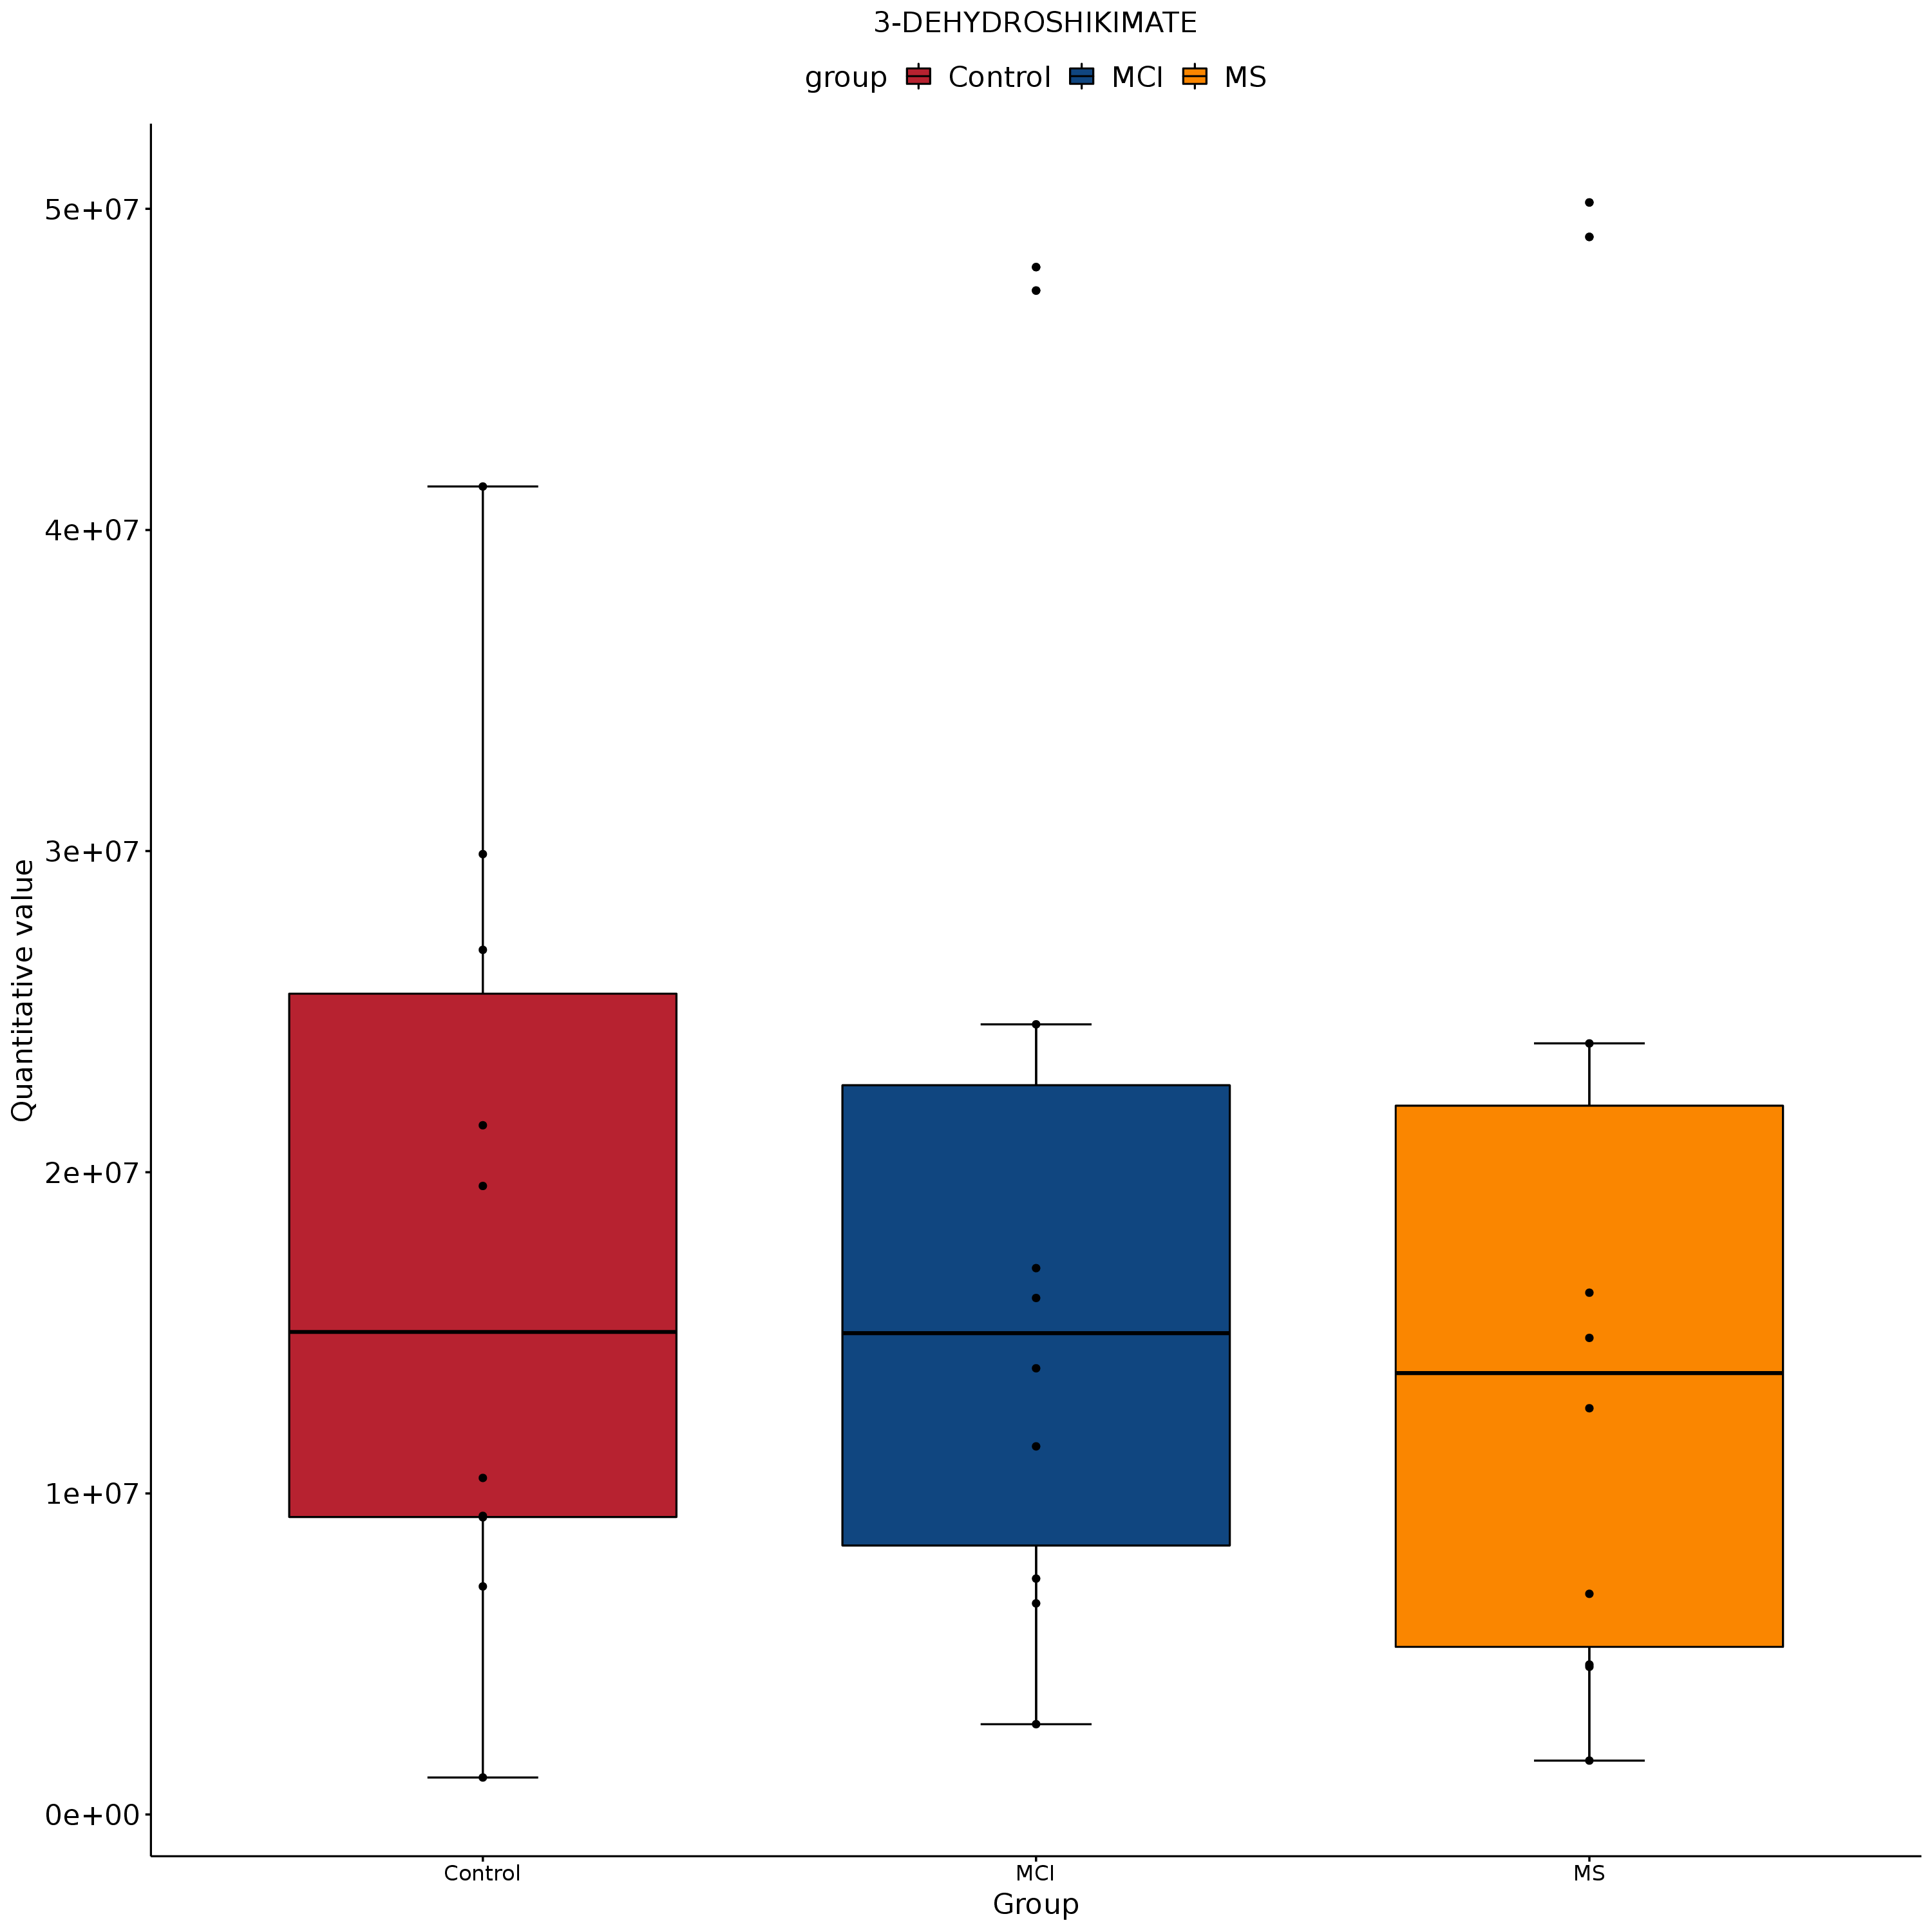 3-DEHYDROSHIKIMATE
group Control MCI MS
5e+07
4e+07
3e+07
2e+07
1e+07
0e+00
Quantitative value
Control MCI MS
Group